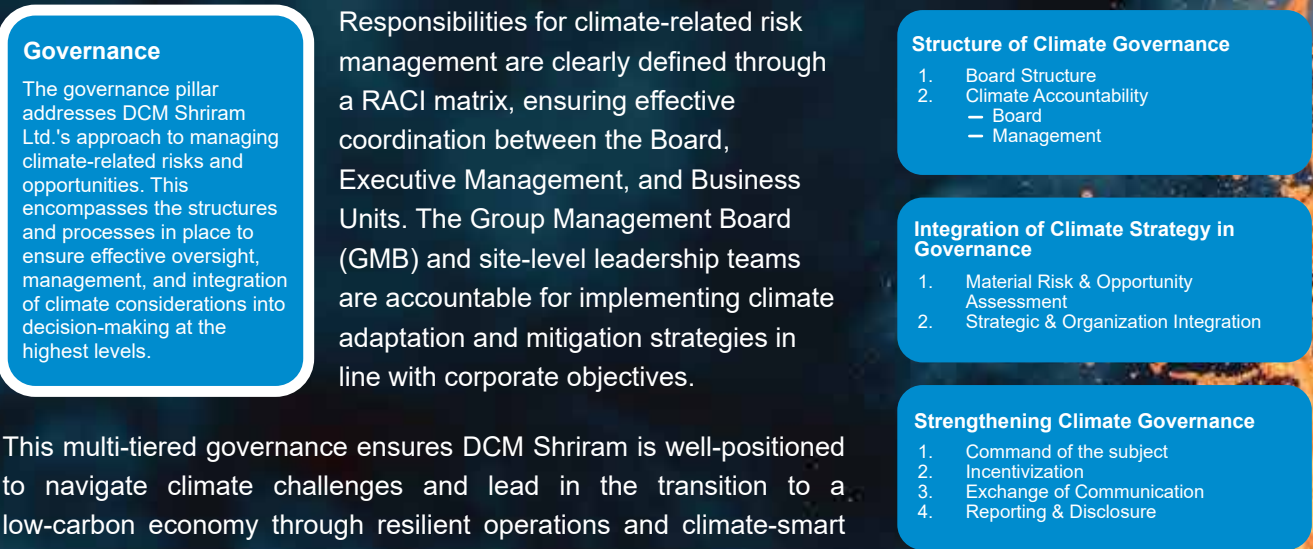 Governance
The governance pillar
addresses DCM Shriram
Ltd.'s approach to managing
climate-related risks and
opportunities. This
encompasses the structures
and processes in place to
ensure effective oversight,
management, and integration
of climate considerations into
decision-making at the
highest levels.
Responsibilities for climate-related risk
management are clearly defined through
a RACI matrix, ensuring effective
coordination between the Board,
Executive Management, and Business
Units. The Group Management Board
(GMB) and site-level leadership teams
are accountable for implementing climate
adaptation and mitigation strategies in
line with corporate objectives.
This multi-tiered governance ensures DCM Shriram is well-positioned
to navigate climate challenges and lead in the transition to a
low-carbon economy through resilient operations and climate-smart
Structure of Climate Governance
1. Board Structure
2. Climate Accountability
— Board
— Management
Integration of Climate Strategy in
Governance
1. Material Risk & Opportunity
Assessment
2. Strategic & Organization Integration
Strengthening Climate Governance
1. Command of the subject
2. Incentivization
3. Exchange of Communication
4. Reporting & Disclosure